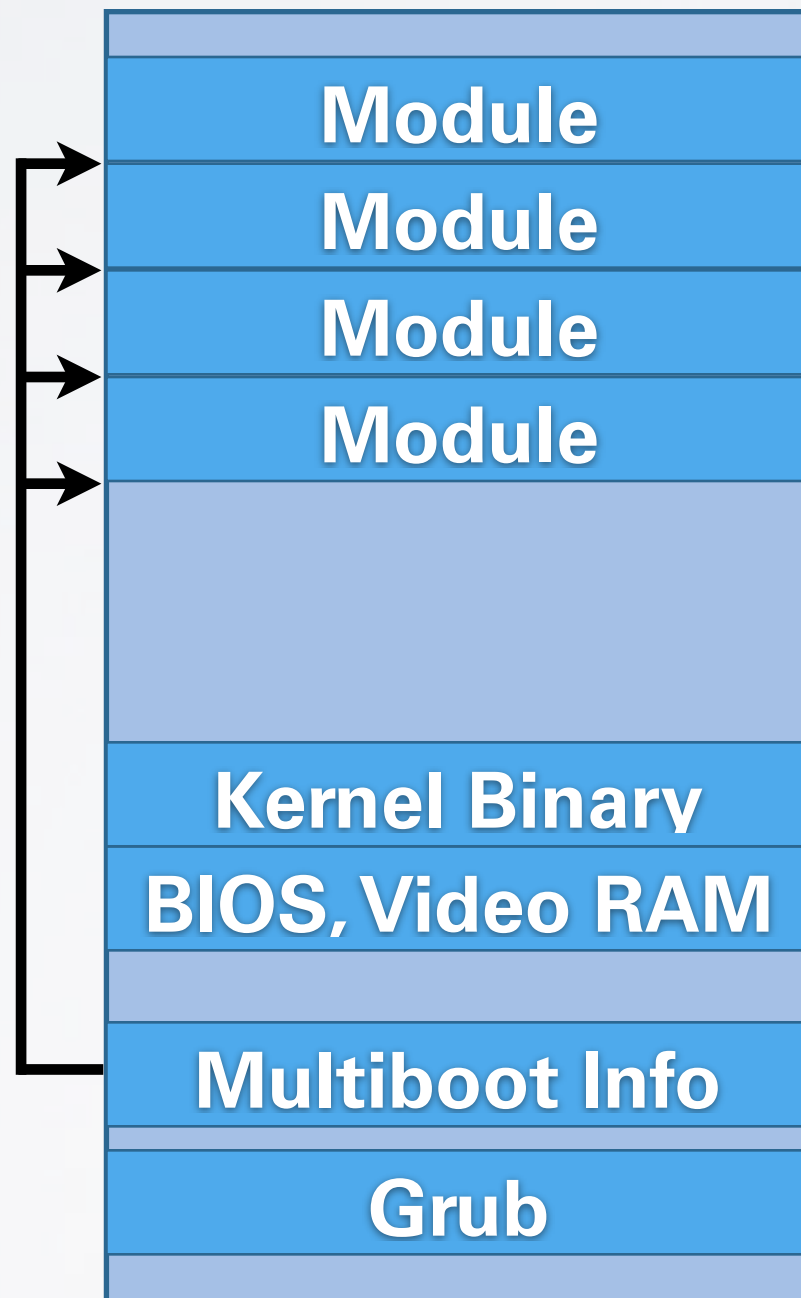 Module
Module
Module
Module
Kernel Binary
BIOS, Video RAM
Multiboot Info
Grub